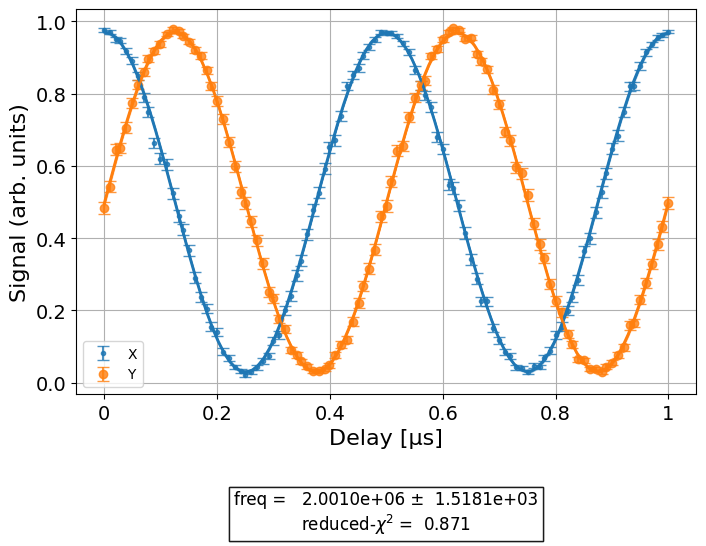 1.0
0.8
0.6
0.4
0.2
0.0
Signal (arb. units)
X
Y
0 0.2 0.4 0.6 0.8 1
Delay [μs]
freq = 2.0010e+06 ± 1.5181e+03
reduced-χ² = 0.871